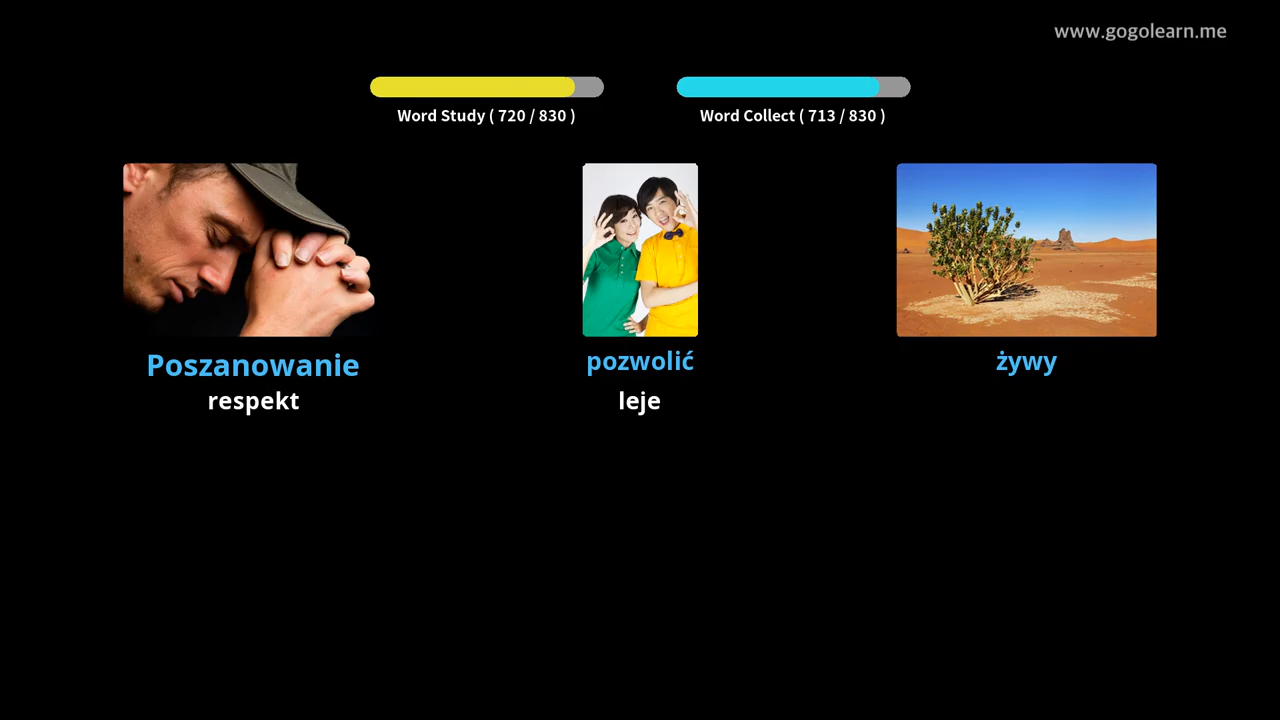 www.gogolearn.me
Word Study ( 720 / 830 )
Word Collect ( 713 / 830 )
Poszanowanie
respekt
pozwolić
leje
żywy